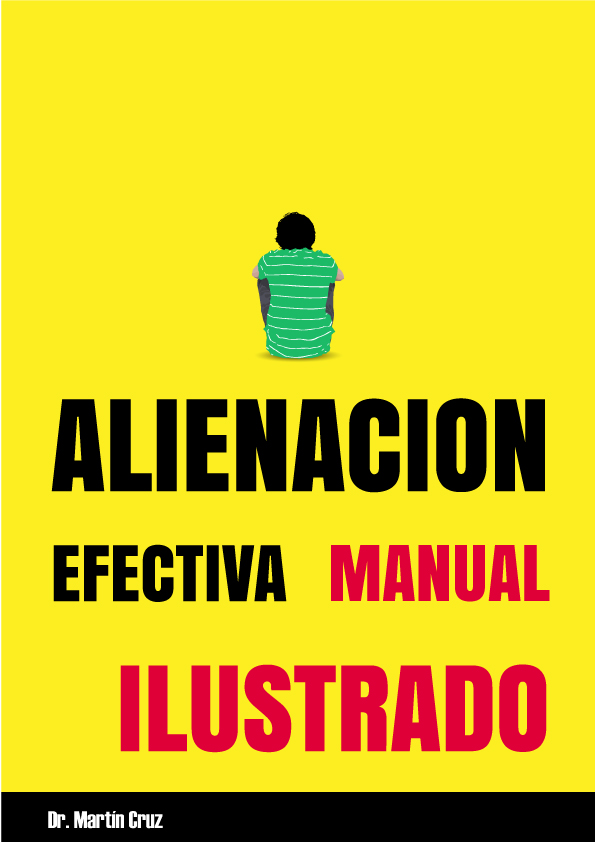 ALIENACION
EFECTIVA MANUAL
ILUSTRADO
Dr. Martín Cruz